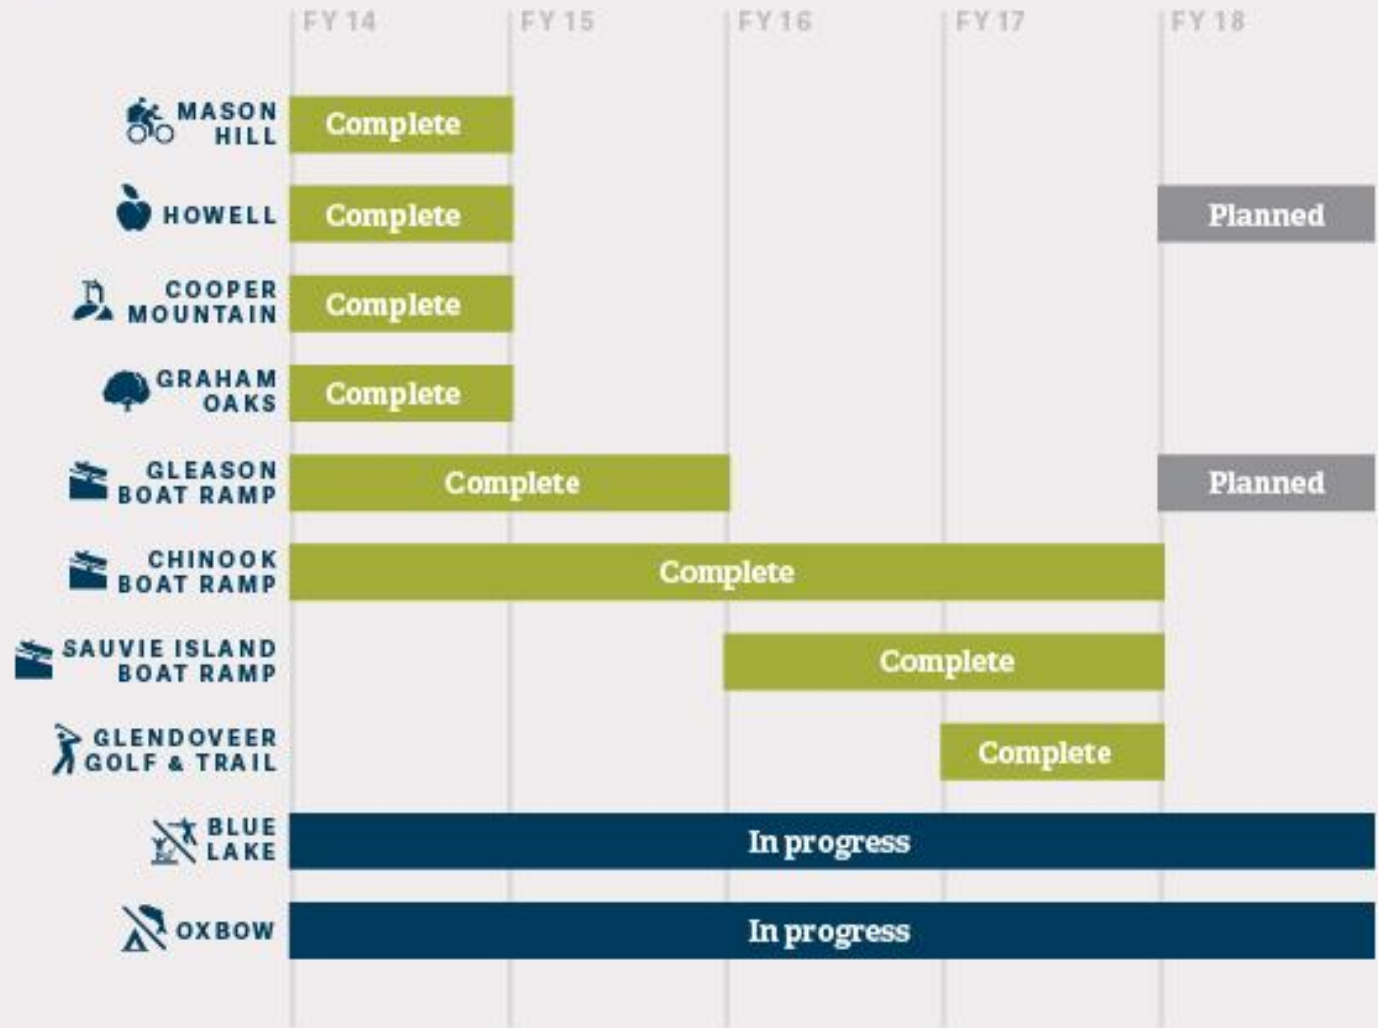 FY 14 FY 15 FY 16 FY 17 FY 18
MASON
HILL
Complete
HOWELL
Complete
Planned
COOPER
MOUNTAIN
Complete
GRAHAM
OAKS
Complete
GLEASON
BOAT RAMP
Complete
Planned
CHINOOK
BOAT RAMP
Complete
SAUVIE ISLAND
BOAT RAMP
Complete
GLENDOVEER
GOLF & TRAIL
Complete
BLUE
LAKE
In progress
OXBOW
In progress